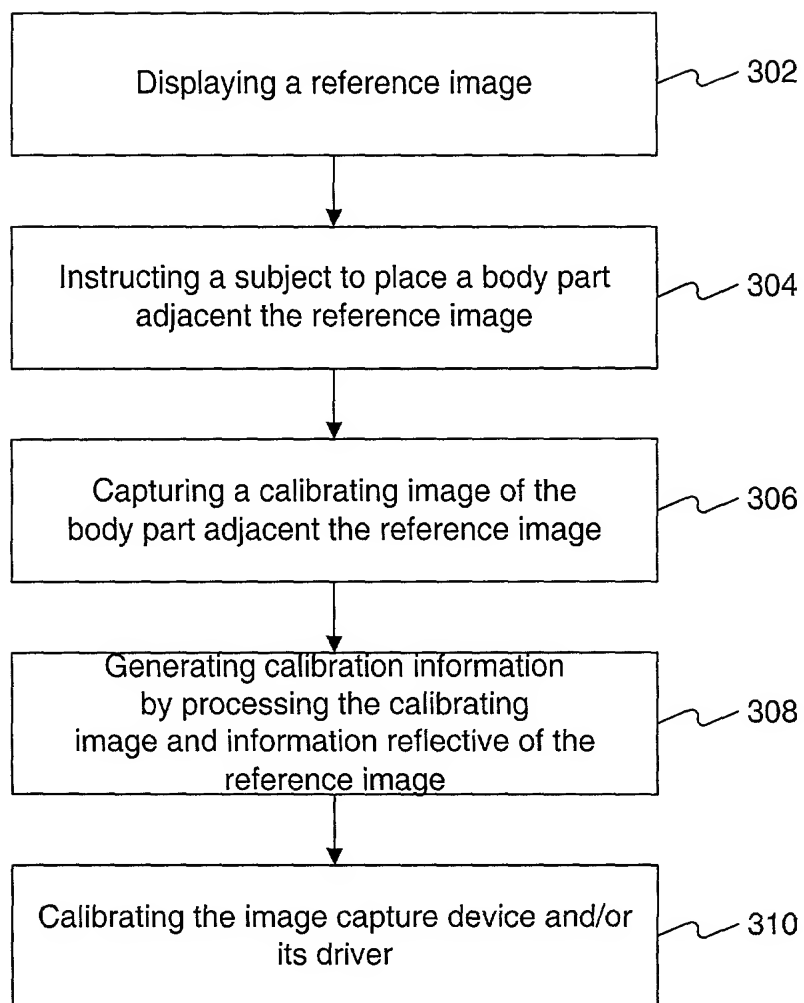 Displaying a reference image
302
Instructing a subject to place a body part
adjacent the reference image
304
Capturing a calibrating image of the
body part adjacent the reference image
306
Generating calibration information
by processing the calibrating
image and information reflective of the
reference image
308
Calibrating the image capture device and/or
its driver
310